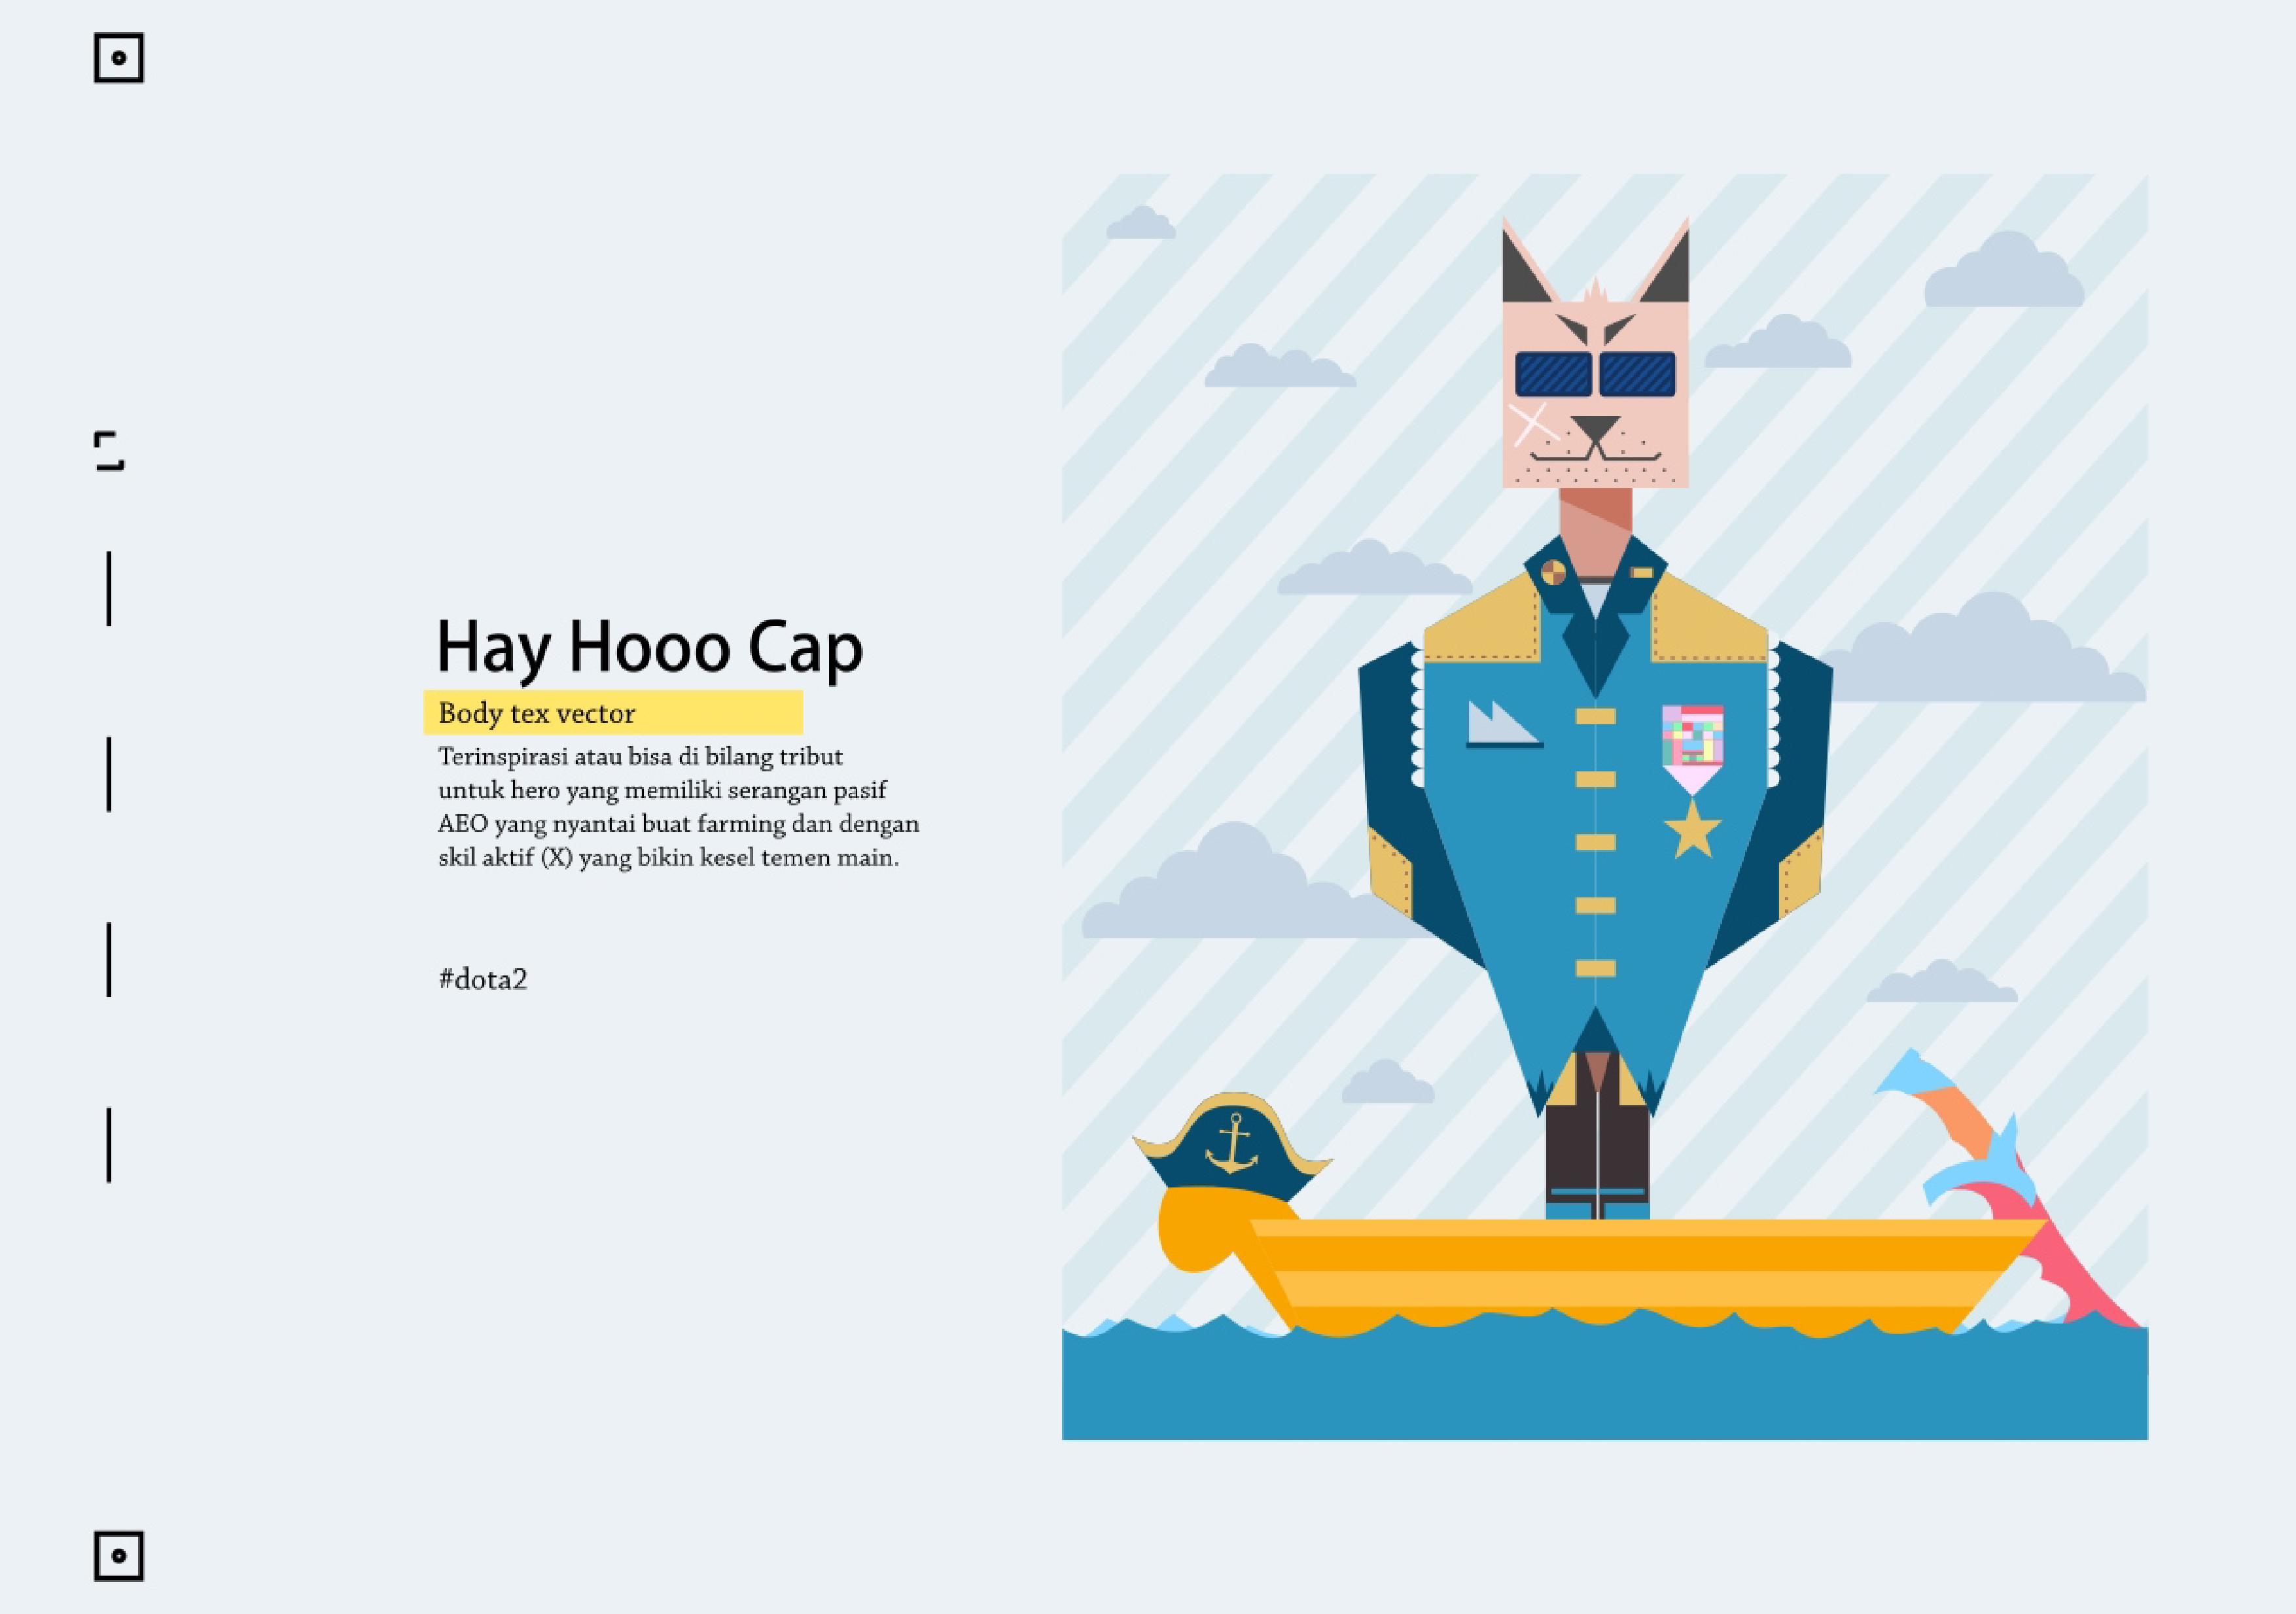 Hay Hooo Cap
Body tex vector
Terinspirasi atau bisa di bilang tribut
untuk hero yang memiliki serangan pasif
AEO yang nyantai buat farming dan dengan
skil aktif (X) yang bikin kesel temen main.
#dota2